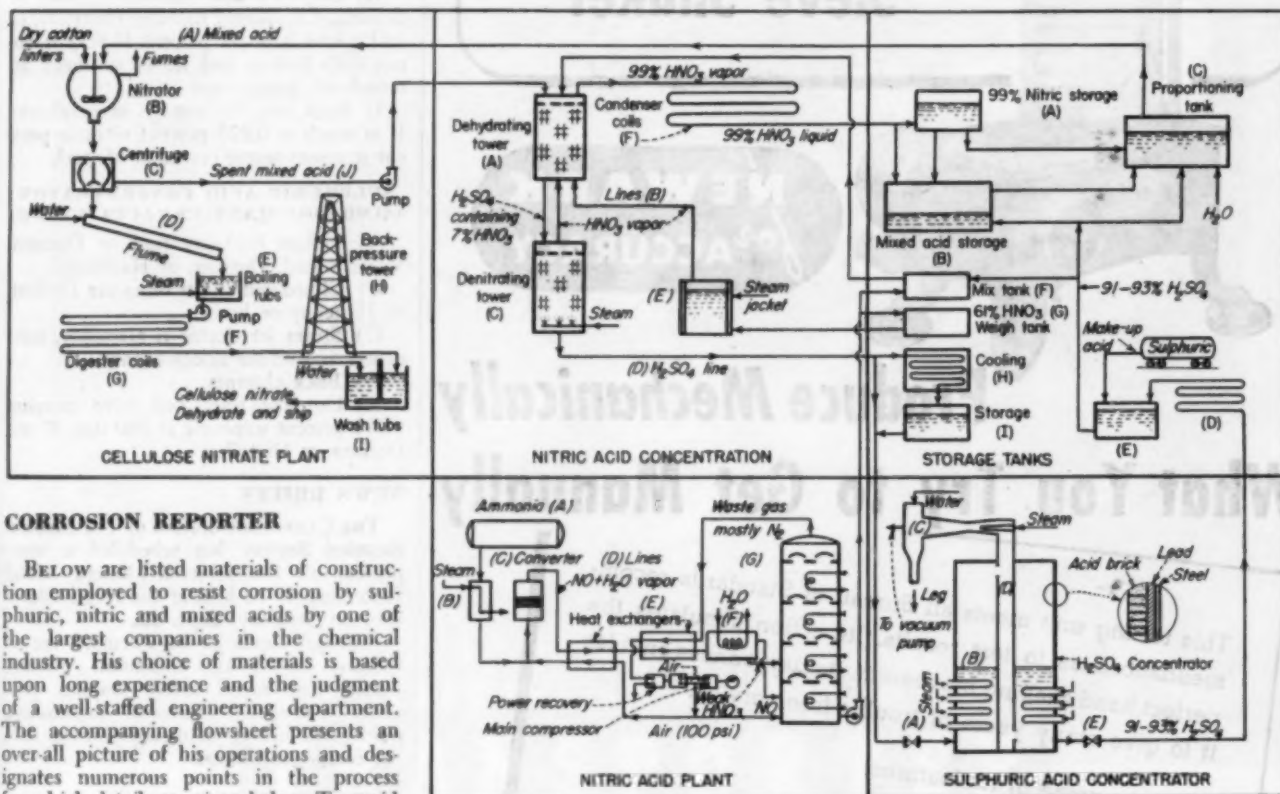 Dry cotton
linters
(A) Mixed acid
Fumes
Nitrator
(B)
Centrifuge
(C)
Spent mixed acid (J)
Pump
Water
(D)
Flume
(E)
Steam
Boiling
tubs
Pump
(F)
Digester coils
(G)
Back
pressure
tower
(H)
Water
Cellulose nitrate
Dehydrate and ship
Wash tubs
(I)
CELLULOSE NITRATE PLANT
99% HNO3 vapor
Dehydrating
tower
(A)
Condenser
coils
(F)
99% HNO3 liquid
H2SO4
containing
7% HNO3
Lines (B)
HNO3 vapor
Denitrating
tower
(C)
Steam
(E)
Steam
jacket
(D) H2SO4 line
NITRIC ACID CONCENTRATION
99% Nitric storage
(A)
(C)
Proportioning
tank
H2O
Mixed acid storage
(B)
Mix tank (F)
91-93% H2SO4
61% HNO3 (G)
Weigh tank
Make-up
acid
Sulphuric
Cooling
(H)
Storage
(I)
(E)
(D)
STORAGE TANKS
CORROSION REPORTER
BELOW are listed materials of construc-
tion employed to resist corrosion by sul-
phuric, nitric and mixed acids by one of
the largest companies in the chemical
industry. His choice of materials is based
upon long experience and the judgment
of a well-staffed engineering department.
The accompanying flowsheet presents an
over-all picture of his operations and des-
ignates numerous points in the process
Ammonia (A)
Waste gas
mostly N2
(G)
Steam
(B)
(C) Converter
(D) Lines
NO+H2O vapor
(E)
Heat exchangers
H2O
(F)
Air
Power recovery
Weak
HNO3
NO
Main compressor
Air (100 psi)
NITRIC ACID PLANT
Water
(C)
Steam
Leg
To vacuum
pump
Acid brick
Lead
Steel
(B)
Steam
H2SO4 Concentrator
(A)
(E)
91-93% H2SO4
SULPHURIC ACID CONCENTRATOR